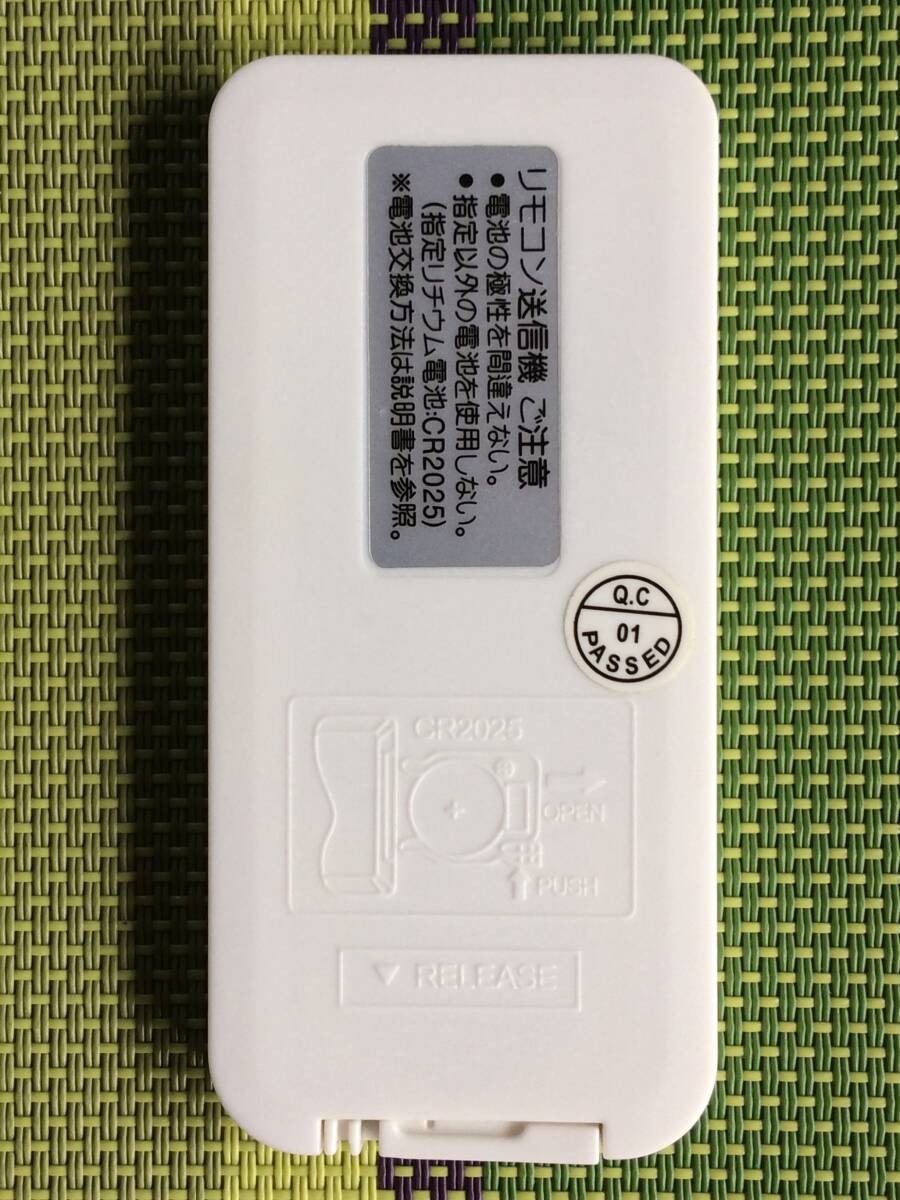 リモコン送信機 ご注意
● 電池の極性を間違えない。
● 指定以外の電池を使用しない。
(指定リチウム電池:CR2025)
※電池交換方法は説明書を参照。
Q.C
01
PASSED
CR2025
OPEN
PUSH
▽ RELEASE